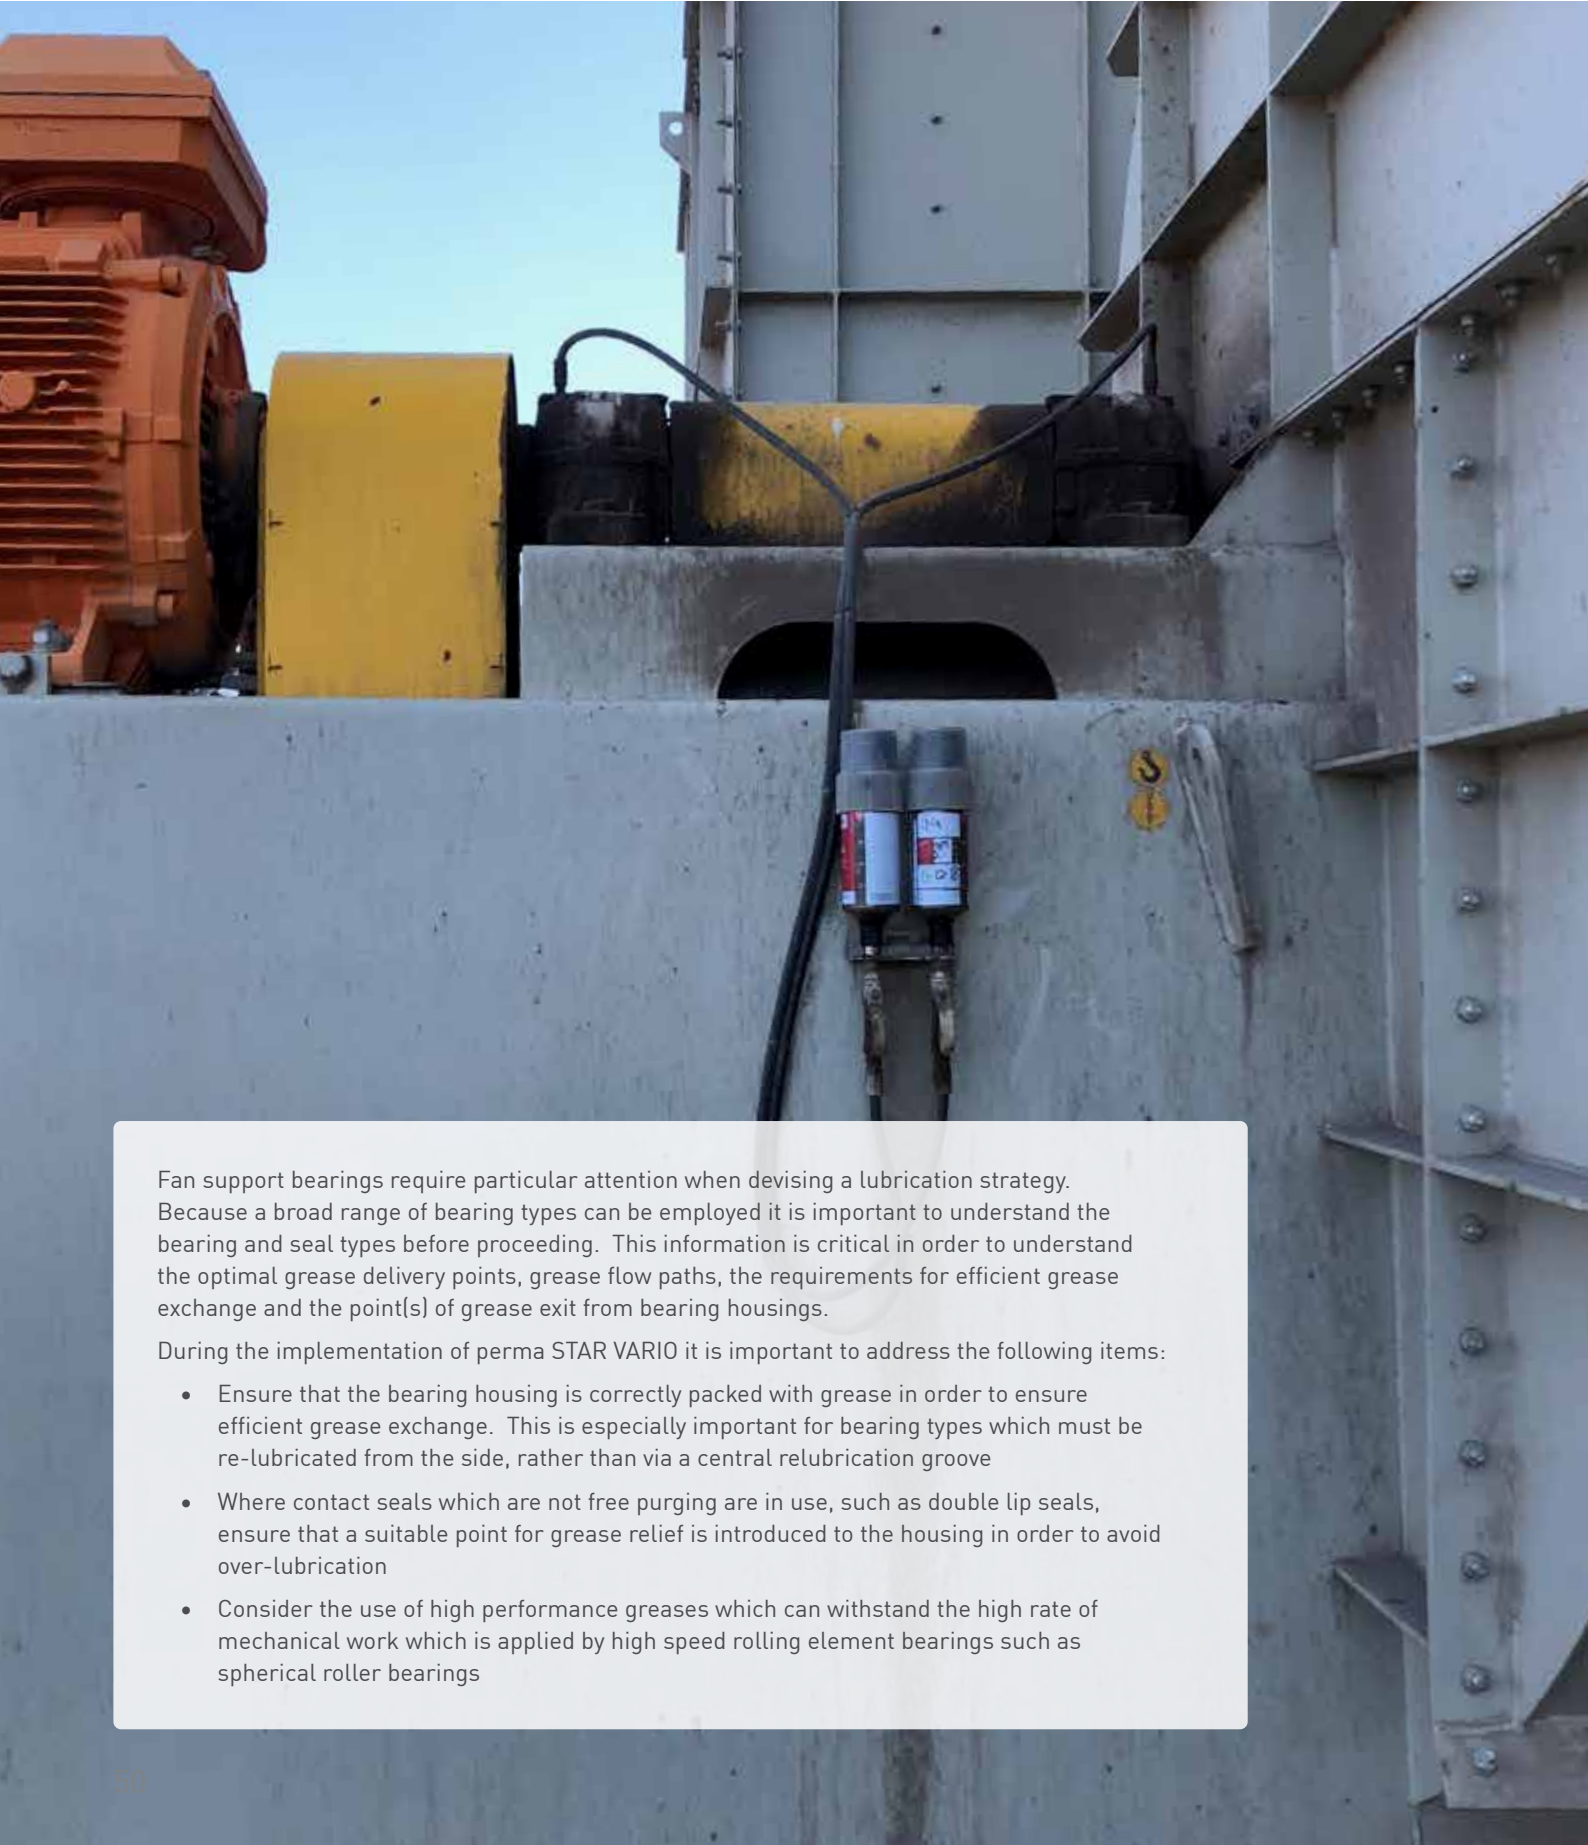 Fan support bearings require particular attention when devising a lubrication strategy.
Because a broad range of bearing types can be employed it is important to understand the
bearing and seal types before proceeding.  This information is critical in order to understand
the optimal grease delivery points, grease flow paths, the requirements for efficient grease
exchange and the point(s) of grease exit from bearing housings.
During the implementation of perma STAR VARIO it is important to address the following items:
• Ensure that the bearing housing is correctly packed with grease in order to ensure
efficient grease exchange.  This is especially important for bearing types which must be
re-lubricated from the side, rather than via a central relubrication groove
• Where contact seals which are not free purging are in use, such as double lip seals,
ensure that a suitable point for grease relief is introduced to the housing in order to avoid
over-lubrication
• Consider the use of high performance greases which can withstand the high rate of
mechanical work which is applied by high speed rolling element bearings such as
spherical roller bearings